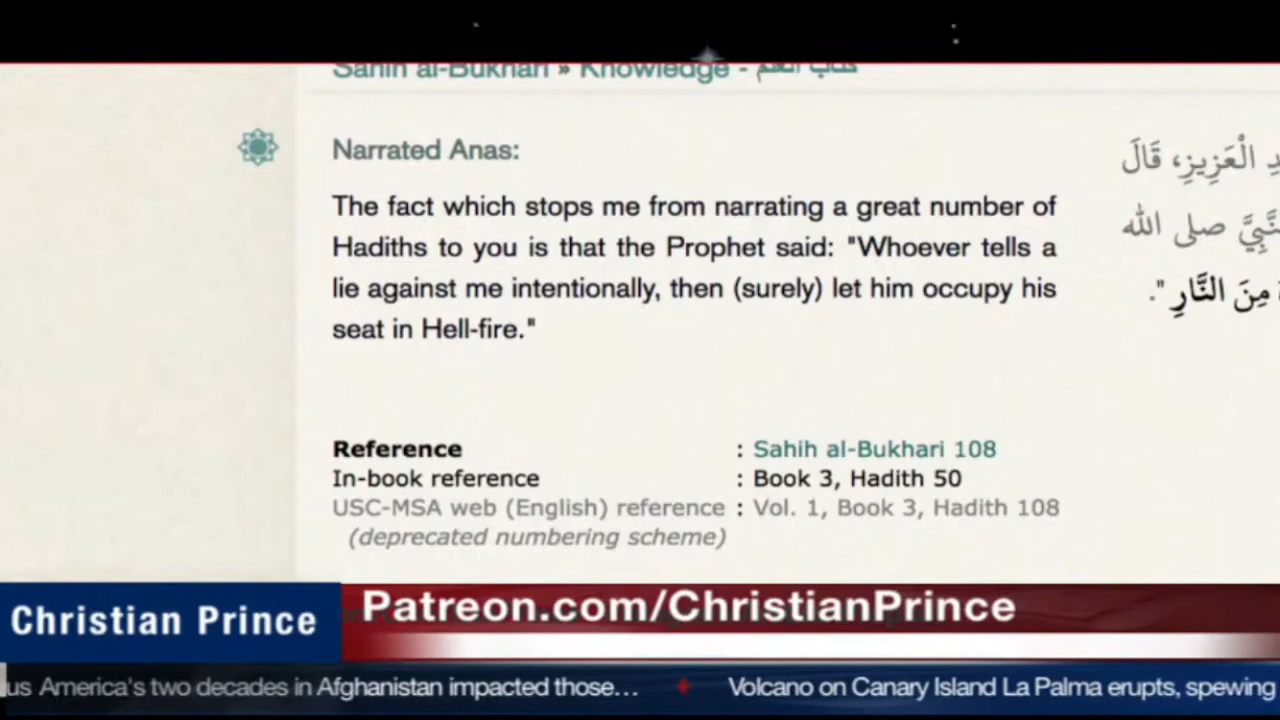 Sahih al-Bukhari » Knowledge - كتاب العلم
Narrated Anas:
The fact which stops me from narrating a great number of
Hadiths to you is that the Prophet said: "Whoever tells a
lie against me intentionally, then (surely) let him occupy his
seat in Hell-fire."
دِ الْعَزِيزِ، قَالَ
نَّبِيَّ صلى الله
ةَ مِنَ النَّارِ ".
Reference : Sahih al-Bukhari 108
In-book reference : Book 3, Hadith 50
USC-MSA web (English) reference : Vol. 1, Book 3, Hadith 108
(deprecated numbering scheme)
Christian Prince
Patreon.com/ChristianPrince
us America's two decades in Afghanistan impacted those... Volcano on Canary Island La Palma erupts, spewing